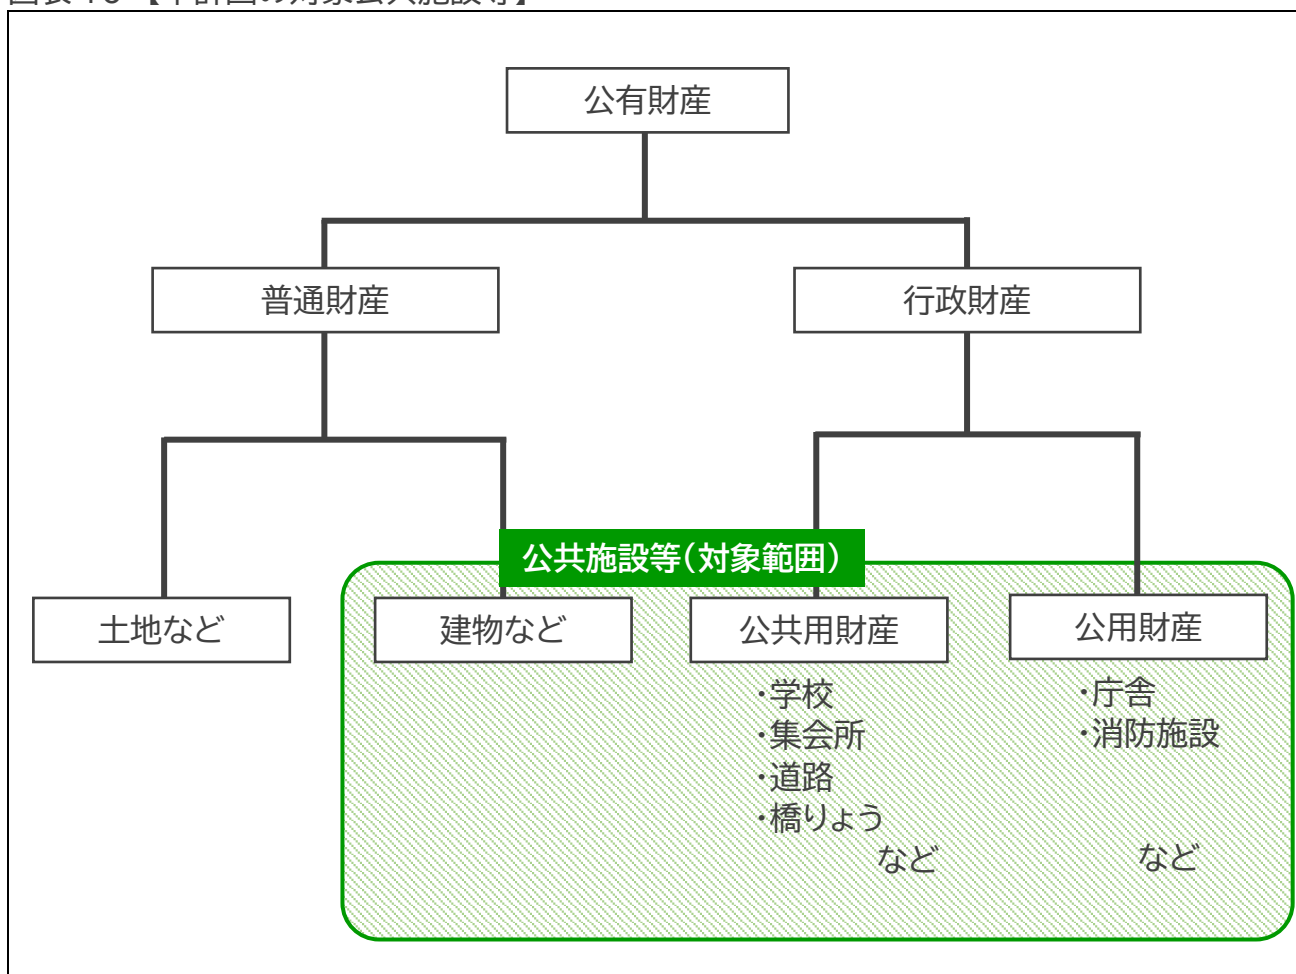 公有財産
普通財産
行政財産
公共施設等（対象範囲）
土地など
建物など
公共用財産
公用財産
・学校
・集会所
・道路
・橋りょう
など
・庁舎
・消防施設
など